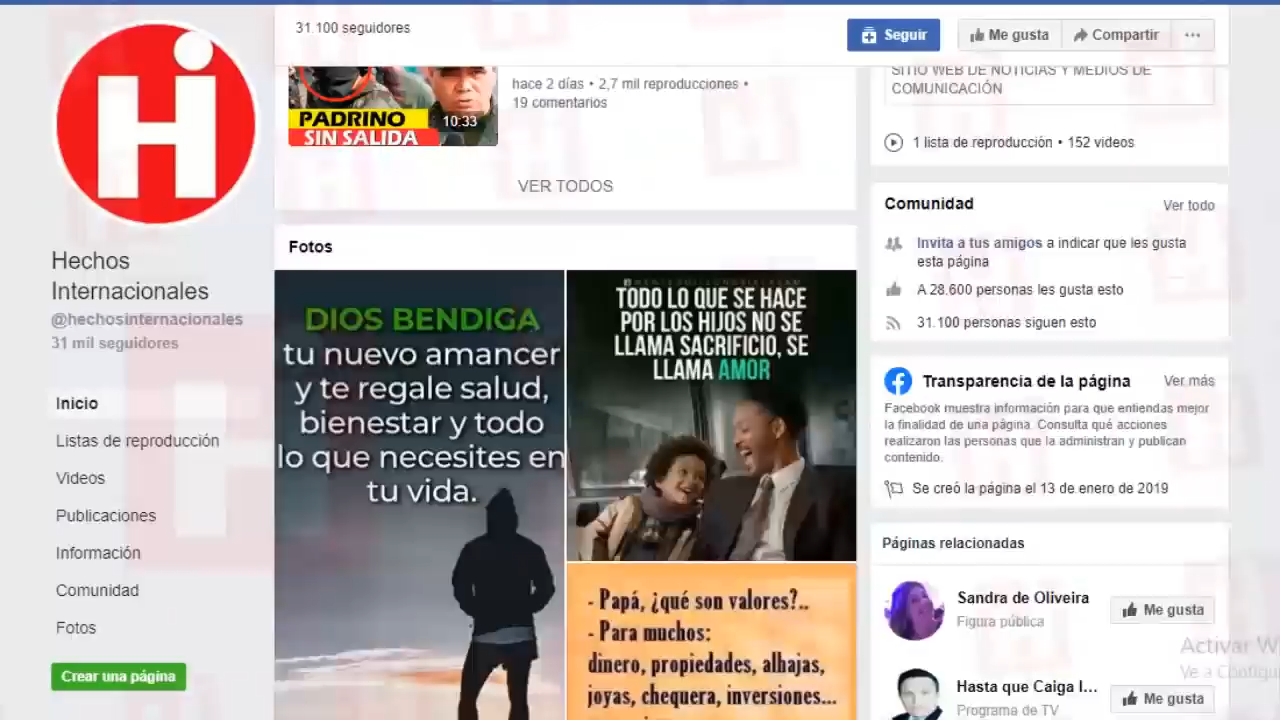 31.100 seguidores
Seguir
Me gusta
Compartir
Hi
Hechos
Internacionales
@hechosinternacionales
31 mil seguidores
Inicio
Listas de reproducción
Videos
Publicaciones
Información
Comunidad
Fotos
Crear una página
PADRINO
SIN SALIDA
10:33
hace 2 días • 2,7 mil reproducciones •
19 comentarios
VER TODOS
Fotos
DIOS BENDIGA
tu nuevo amancer
y te regale salud,
bienestar y todo
lo que necesites en
tu vida.
TODO LO QUE SE HACE
POR LOS HIJOS NO SE
LLAMA SACRIFICIO, SE
LLAMA AMOR
- Papá, ¿qué son valores?..
- Para muchos:
dinero, propiedades, alhajas,
joyas, chequera, inversiones...
SITIO WEB DE NOTICIAS Y MEDIOS DE
COMUNICACIÓN
1 lista de reproducción • 152 videos
Comunidad
Ver todo
Invita a tus amigos a indicar que les gusta
esta página
A 28.600 personas les gusta esto
31.100 personas siguen esto
Transparencia de la página
Ver más
Facebook muestra información para que entiendas mejor
la finalidad de una página. Consulta qué acciones
realizaron las personas que la administran y publican
contenido.
Se creó la página el 13 de enero de 2019
Páginas relacionadas
Sandra de Oliveira
Me gusta
Figura pública
Hasta que Caiga l...
Me gusta
Programa de TV
Activar W
Ve a Configu